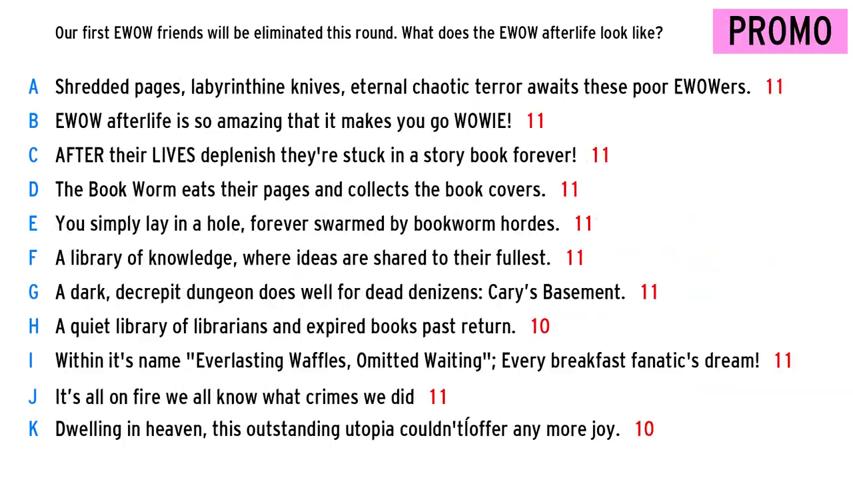 Our first EWOW friends will be eliminated this round. What does the EWOW afterlife look like?
PROMO
A Shredded pages, labyrinthine knives, eternal chaotic terror awaits these poor EWOWers. 11
B EWOW afterlife is so amazing that it makes you go WOWIE! 11
C AFTER their LIVES deplenish they're stuck in a story book forever! 11
D The Book Worm eats their pages and collects the book covers. 11
E You simply lay in a hole, forever swarmed by bookworm hordes. 11
F A library of knowledge, where ideas are shared to their fullest. 11
G A dark, decrepit dungeon does well for dead denizens: Cary’s Basement. 11
H A quiet library of librarians and expired books past return. 10
I Within it's name "Everlasting Waffles, Omitted Waiting"; Every breakfast fanatic's dream! 11
J It’s all on fire we all know what crimes we did 11
K Dwelling in heaven, this outstanding utopia couldn'tÍoffer any more joy. 10